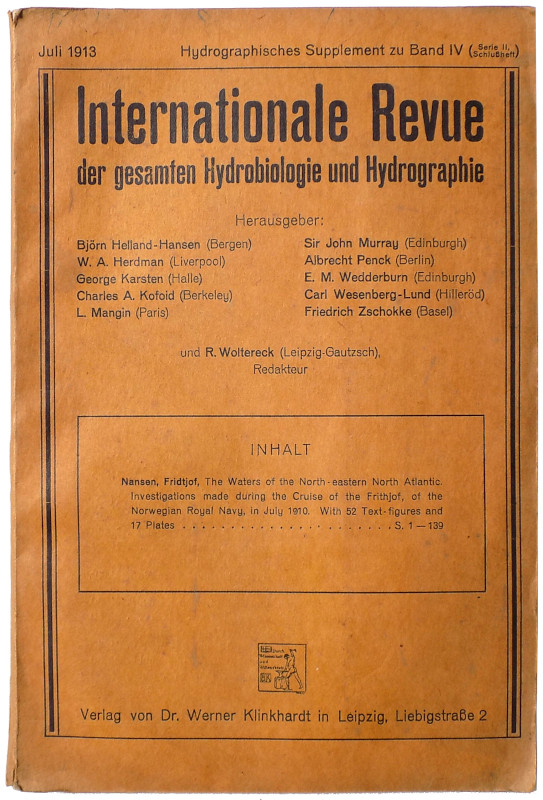 Juli 1913 Hydrographisches Supplement zu Band IV (Serie II, Schlußheft)
Internationale Revue
der gesamten Hydrobiologie und Hydrographie
Herausgeber:
Björn Helland-Hansen (Bergen)
W. A. Herdman (Liverpool)
George Karsten (Halle)
Charles A. Kofoid (Berkeley)
L. Mangin (Paris)
Sir John Murray (Edinburgh)
Albrecht Penck (Berlin)
E. M. Wedderburn (Edinburgh)
Carl Wesenberg-Lund (Hilleröd)
Friedrich Zschokke (Basel)
und R. Woltereck (Leipzig-Gautzsch),
Redakteur
INHALT
Nansen, Fridtjof, The Waters of the North-eastern North Atlantic.
Investigations made during the Cruise of the Frithjof, of the
Norwegian Royal Navy, in July 1910. With 52 Text-figures and
17 Plates . . . . . . . . . . . . . . . . . . . . . . S. 1—139
Verlag von Dr. Werner Klinkhardt in Leipzig, Liebigstraße 2